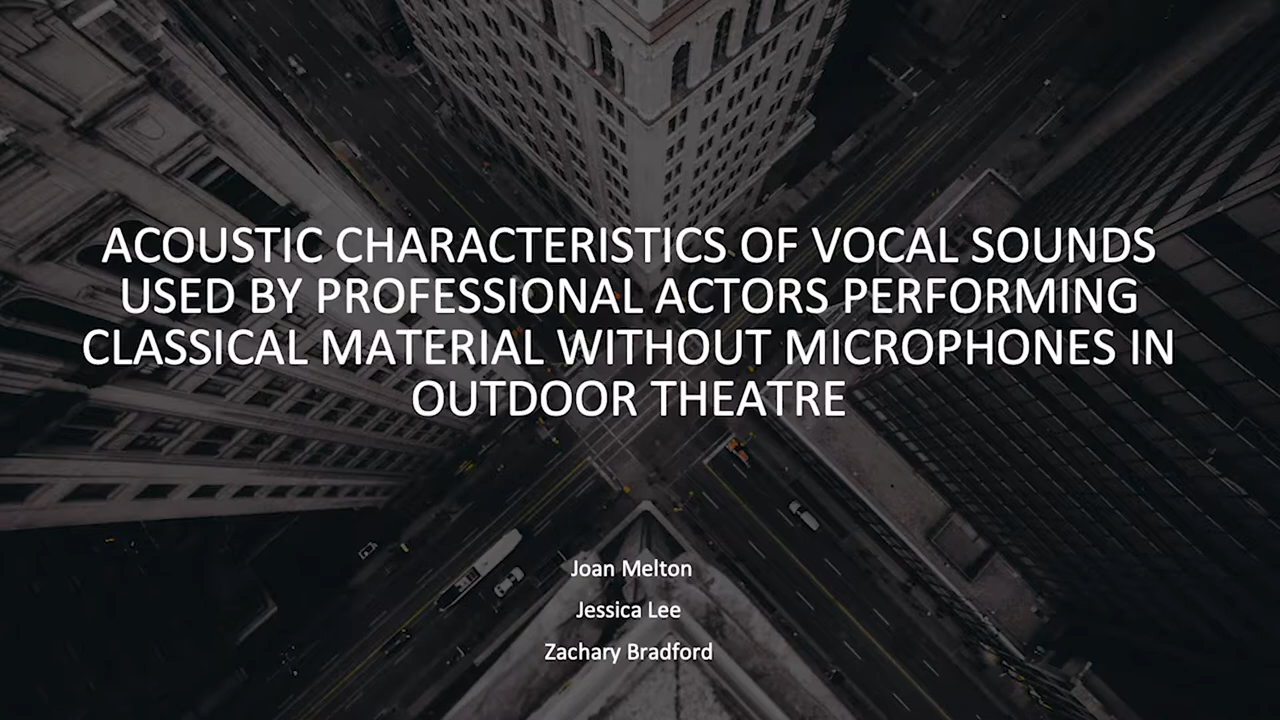 ACOUSTIC CHARACTERISTICS OF VOCAL SOUNDS
USED BY PROFESSIONAL ACTORS PERFORMING
CLASSICAL MATERIAL WITHOUT MICROPHONES IN
OUTDOOR THEATRE
Joan Melton
Jessica Lee
Zachary Bradford